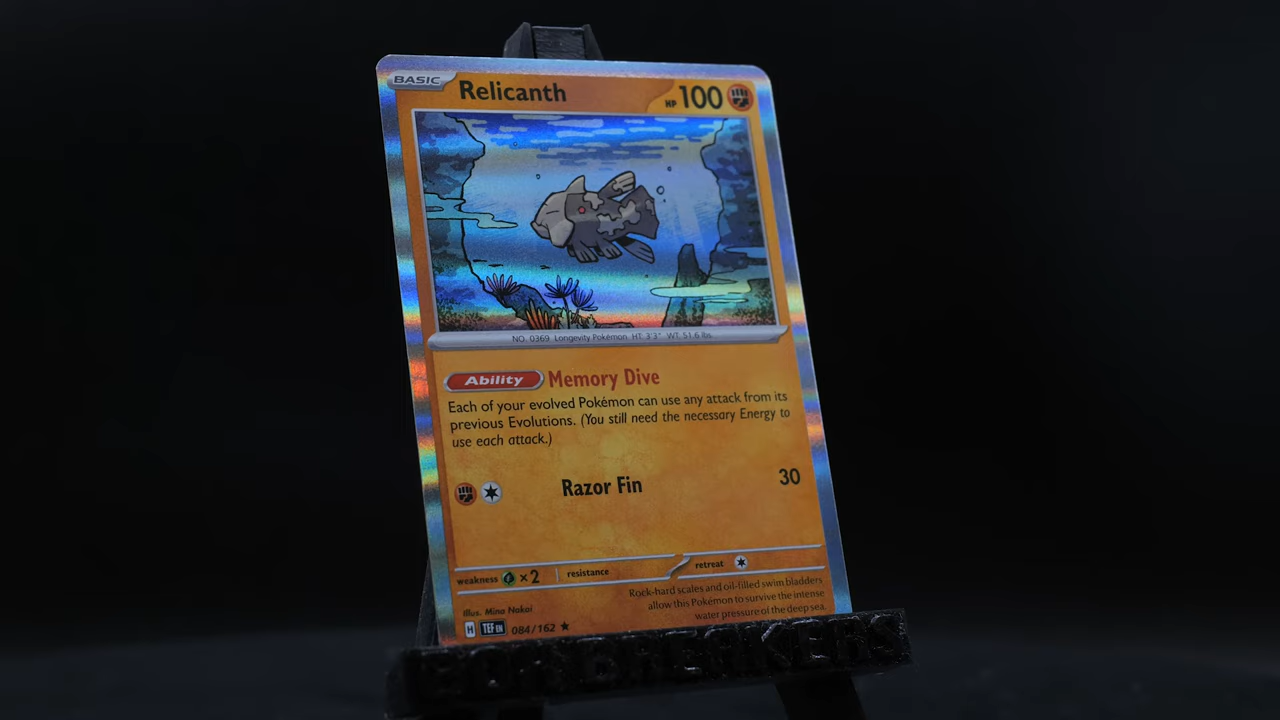 BASIC Relicanth HP 100
NO. 0369 Longevity Pokémon HT: 3'3" WT: 51.6 lbs.
Ability Memory Dive
Each of your evolved Pokémon can use any attack from its
previous Evolutions. (You still need the necessary Energy to
use each attack.)
Razor Fin 30
weakness ×2 resistance retreat
Illus. Mina Nakai
Rock-hard scales and oil-filled swim bladders
allow this Pokémon to survive the intense
water pressure of the deep sea.
H TEF EN 084/162 ★
BREAKERS